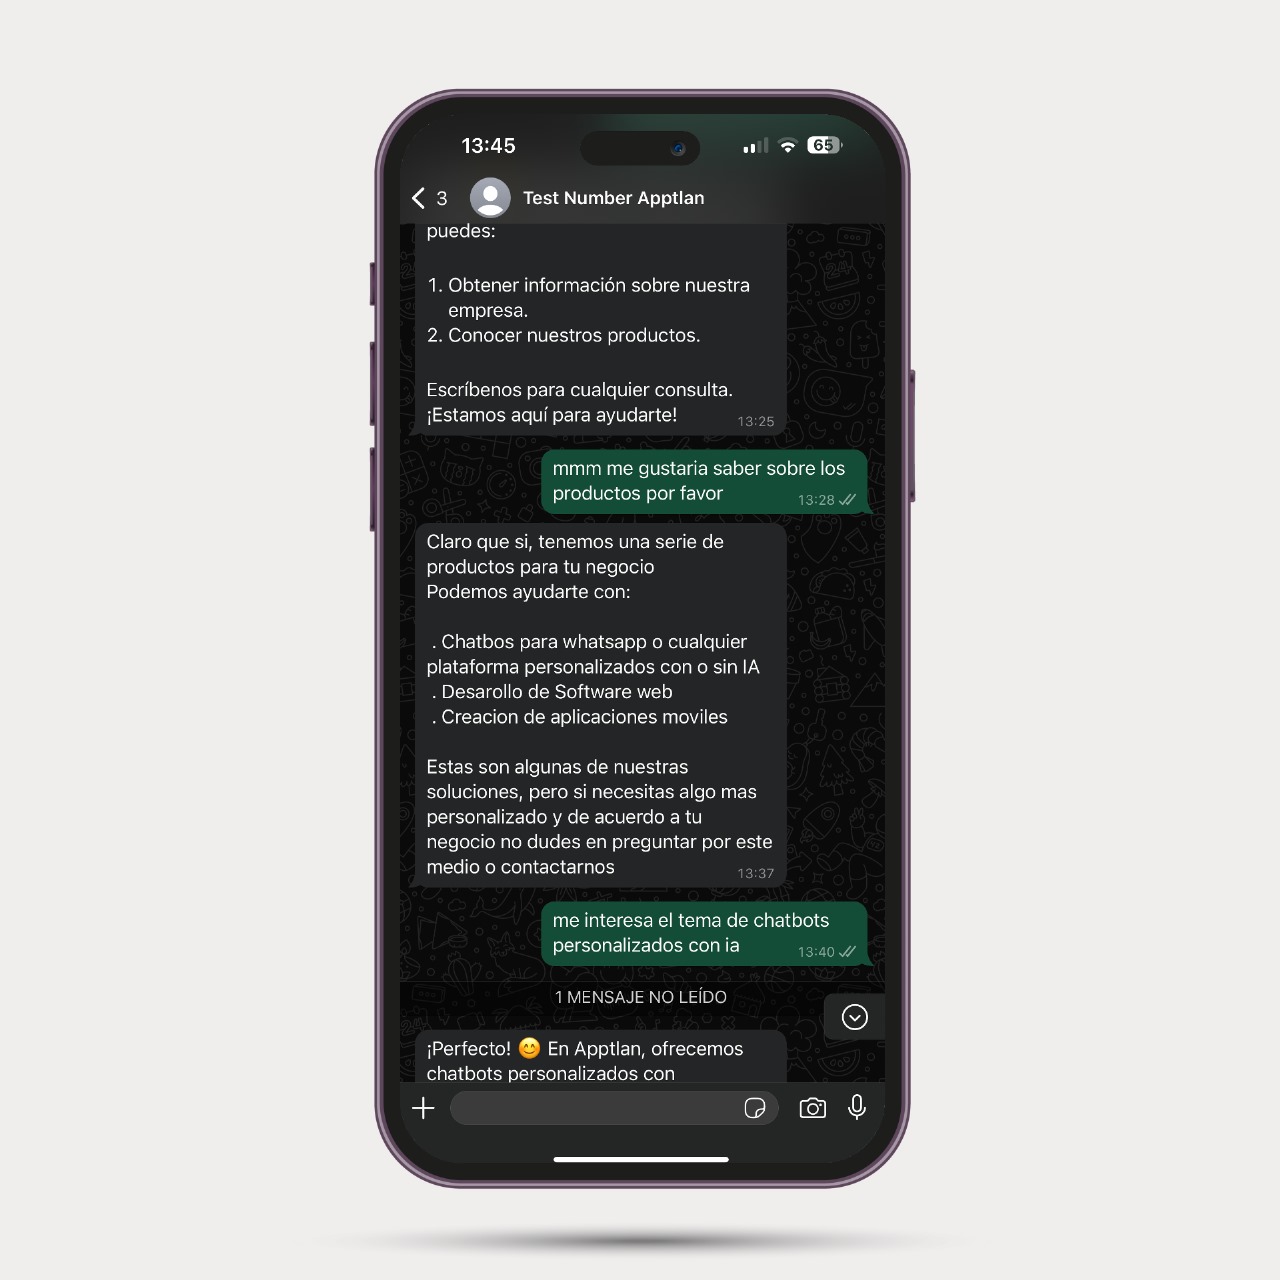 13:45
65
3
Test Number Apptlan
puedes:
1. Obtener información sobre nuestra
empresa.
2. Conocer nuestros productos.
Escríbenos para cualquier consulta.
¡Estamos aquí para ayudarte!
13:25
mmm me gustaria saber sobre los
productos por favor
13:28
Claro que si, tenemos una serie de
productos para tu negocio
Podemos ayudarte con:
. Chatbos para whatsapp o cualquier
plataforma personalizados con o sin IA
. Desarollo de Software web
. Creacion de aplicaciones moviles
Estas son algunas de nuestras
soluciones, pero si necesitas algo mas
personalizado y de acuerdo a tu
negocio no dudes en preguntar por este
medio o contactarnos
13:37
me interesa el tema de chatbots
personalizados con ia
13:40
1 MENSAJE NO LEÍDO
¡Perfecto! 😊 En Apptlan, ofrecemos
chatbots personalizados con